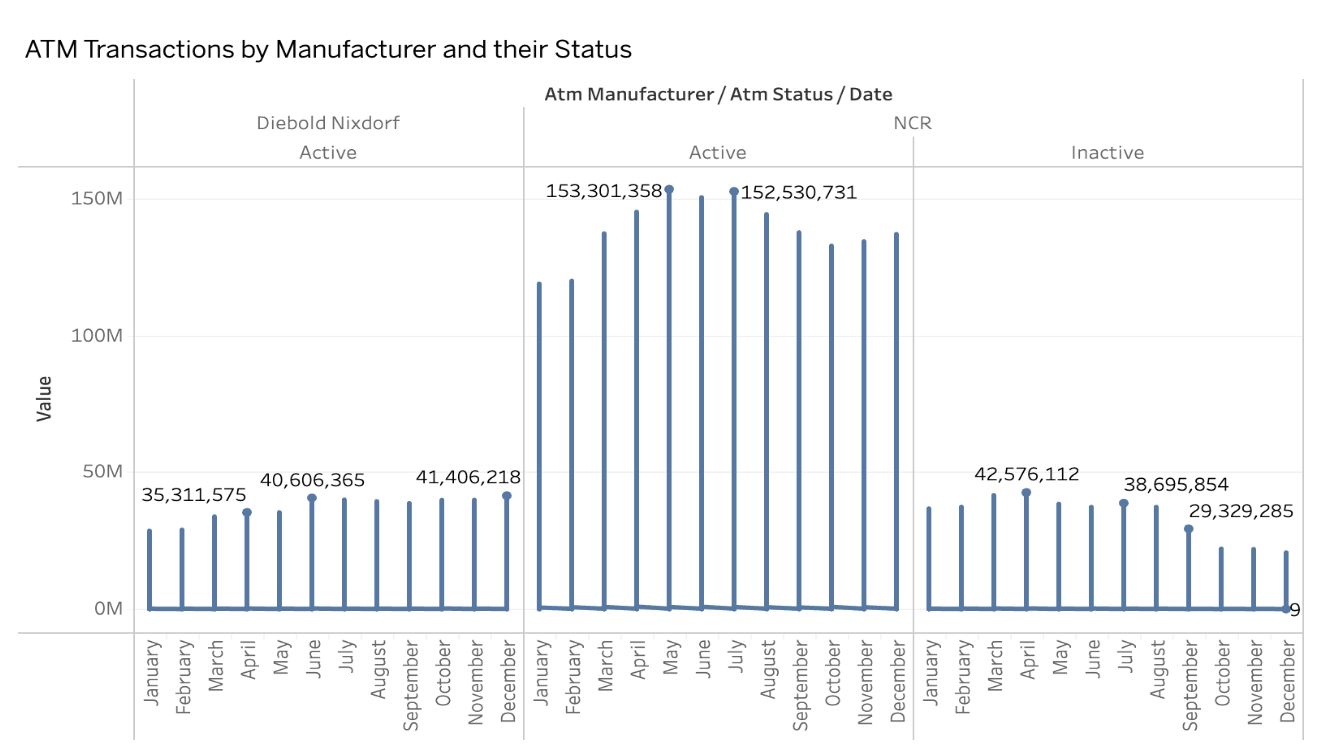 ATM Transactions by Manufacturer and their Status
Atm Manufacturer / Atm Status / Date
Diebold Nixdorf
NCR
Active
Active
Inactive
150M
100M
50M
0M
Value
35,311,575
40,606,365
41,406,218
153,301,358
152,530,731
42,576,112
38,695,854
29,329,285
9
January
February
March
April
May
June
July
August
September
October
November
December
January
February
March
April
May
June
July
August
September
October
November
December
January
February
March
April
May
June
July
August
September
October
November
December